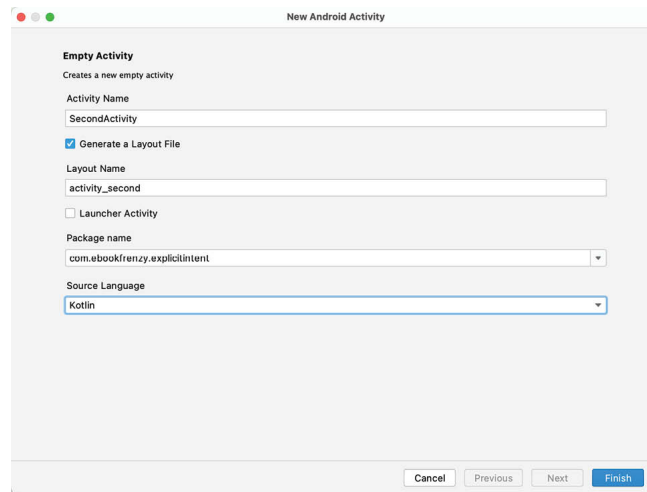 New Android Activity
Empty Activity
Creates a new empty activity
Activity Name
SecondActivity
Generate a Layout File
Layout Name
activity_second
Launcher Activity
Package name
com.ebookfrenzy.explicitintent
Source Language
Kotlin
Cancel Previous Next Finish